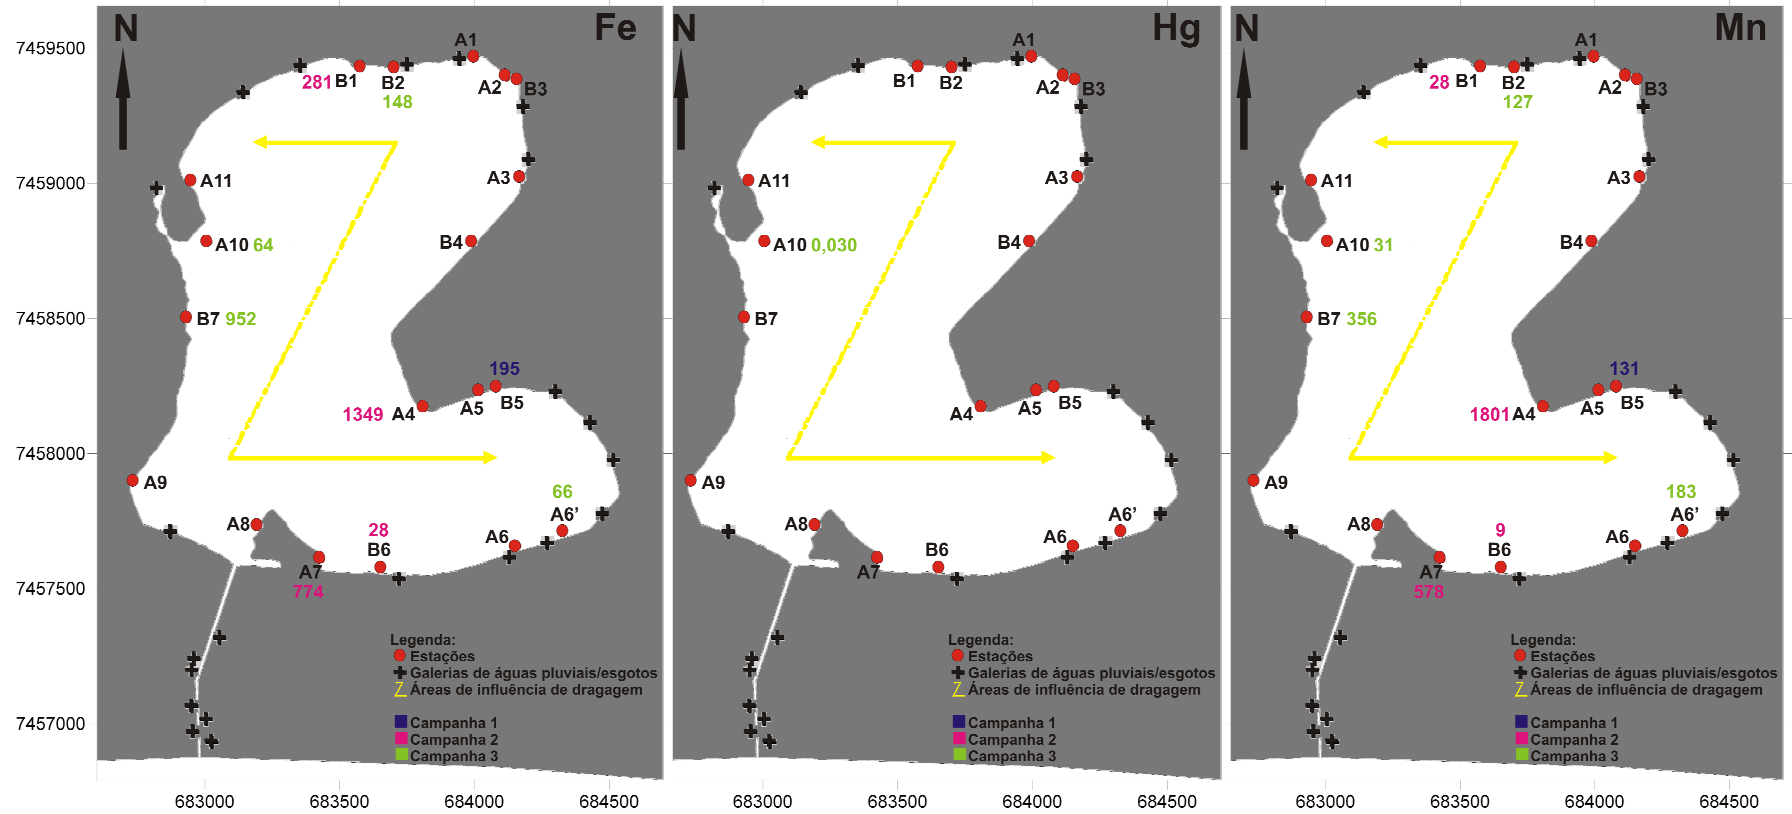 N
Fe
7459500
7459000
7458500
7458000
7457500
7457000
A1
B1
B2
A2
B3
281
148
A11
A3
A10 64
B4
B7 952
195
1349 A4
A5
B5
A9
66
A6'
A8
28
B6
A6
A7
774
Legenda:
Estações
Galerias de águas pluviais/esgotos
Áreas de influência de dragagem
Campanha 1
Campanha 2
Campanha 3
683000
683500
684000
684500
N
Hg
A1
B1
B2
A2
B3
A11
A3
A10 0,030
B4
B7
A4
A5
B5
A9
A6'
A8
B6
A6
A7
Legenda:
Estações
Galerias de águas pluviais/esgotos
Áreas de influência de dragagem
Campanha 1
Campanha 2
Campanha 3
683000
683500
684000
684500
N
Mn
A1
28 B1
B2
A2
B3
127
A11
A3
A10 31
B4
B7 356
131
1801 A4
A5
B5
A9
183
A6'
A8
9
B6
A6
A7
578
Legenda:
Estações
Galerias de águas pluviais/esgotos
Áreas de influência de dragagem
Campanha 1
Campanha 2
Campanha 3
683000
683500
684000
684500